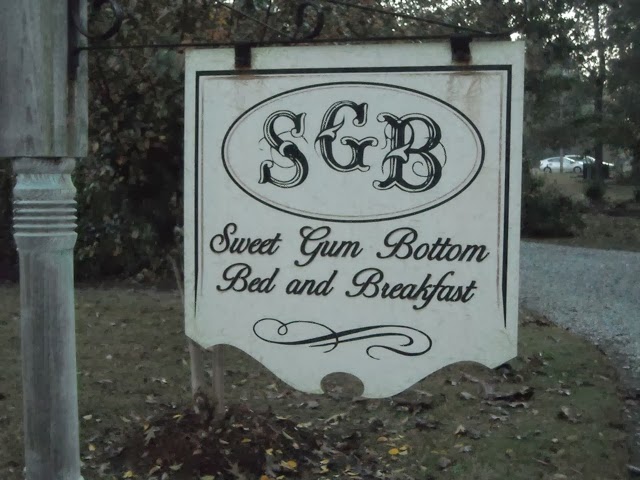 SGB
Sweet Gum Bottom
Bed and Breakfast